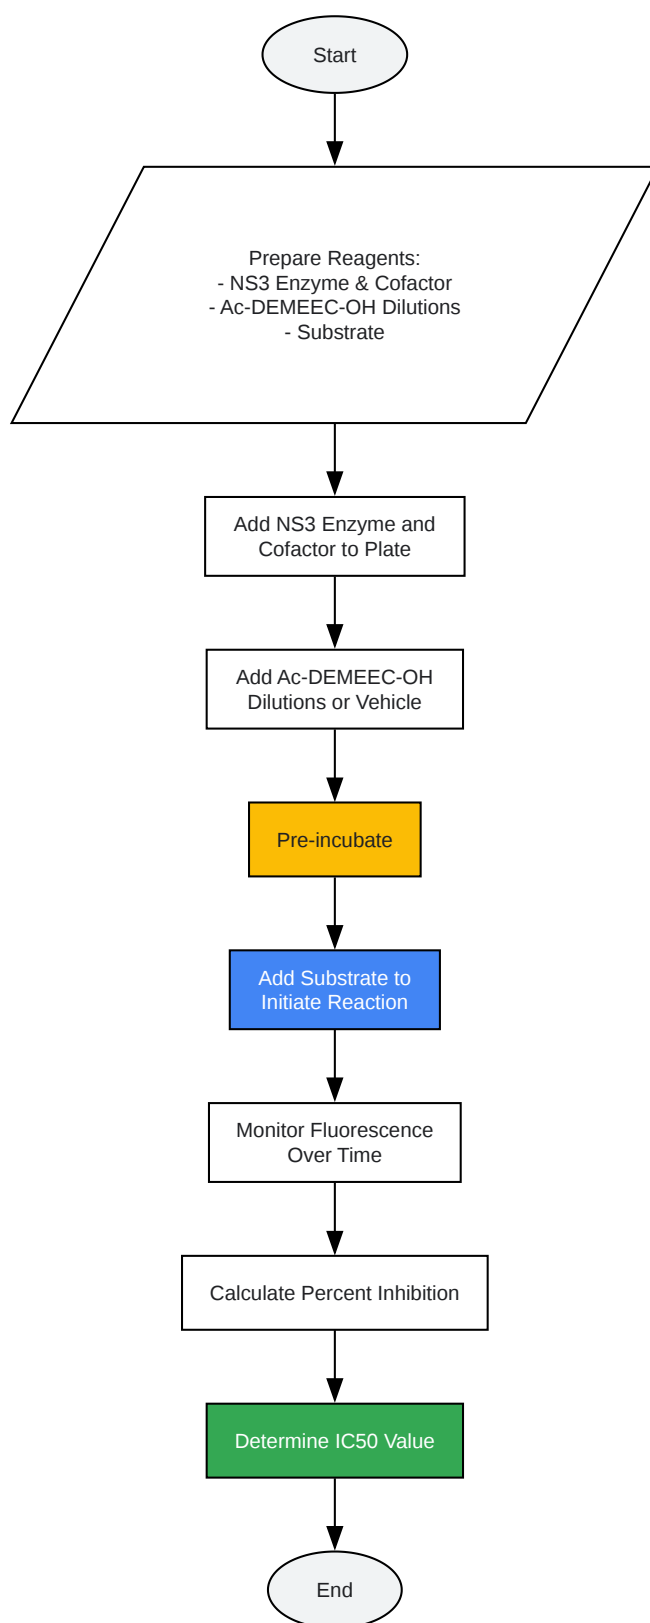 Start
Prepare Reagents:
- NS3 Enzyme & Cofactor
- Ac-DEMEEC-OH Dilutions
- Substrate
Add NS3 Enzyme and
Cofactor to Plate
Add Ac-DEMEEC-OH
Dilutions or Vehicle
Pre-incubate
Add Substrate to
Initiate Reaction
Monitor Fluorescence
Over Time
Calculate Percent Inhibition
Determine IC50 Value
End